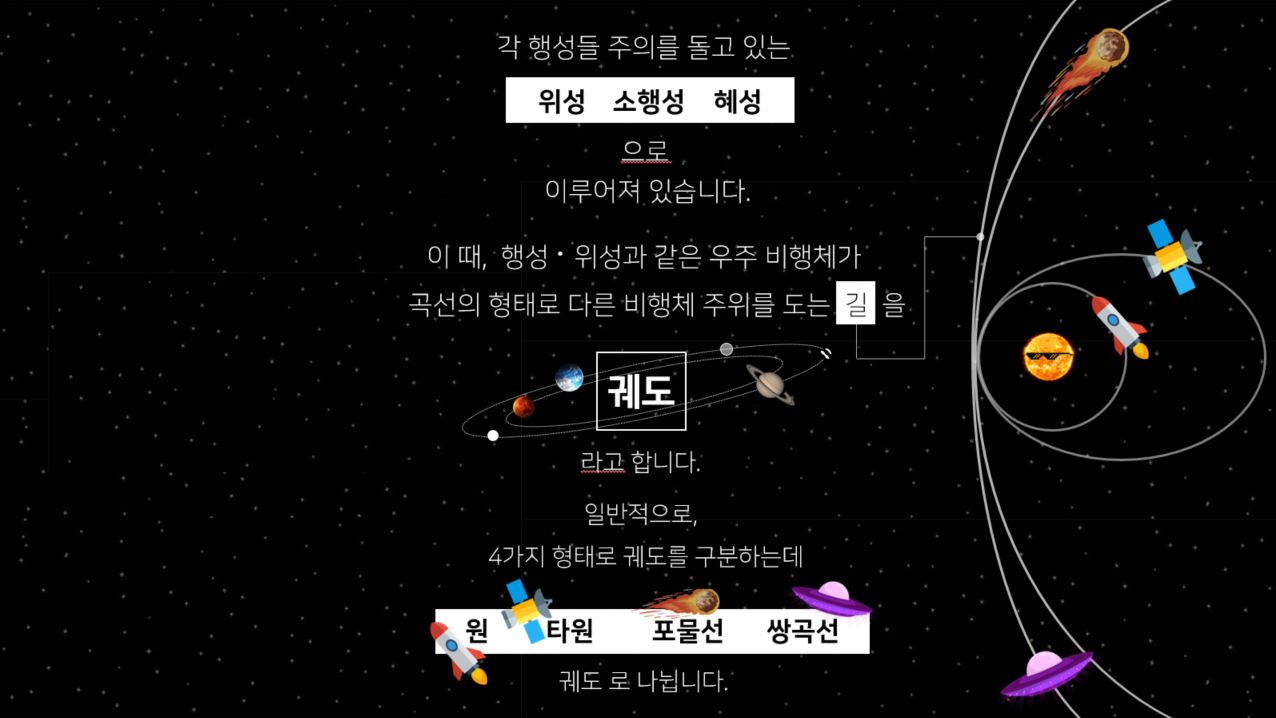 각 행성들 주의를 돌고 있는
위성 소행성 혜성
으로
이루어져 있습니다.
이 때, 행성・위성과 같은 우주 비행체가
곡선의 형태로 다른 비행체 주위를 도는 길 을
궤도
라고 합니다.
일반적으로,
4가지 형태로 궤도를 구분하는데
원 타원 포물선 쌍곡선
궤도 로 나뉩니다.